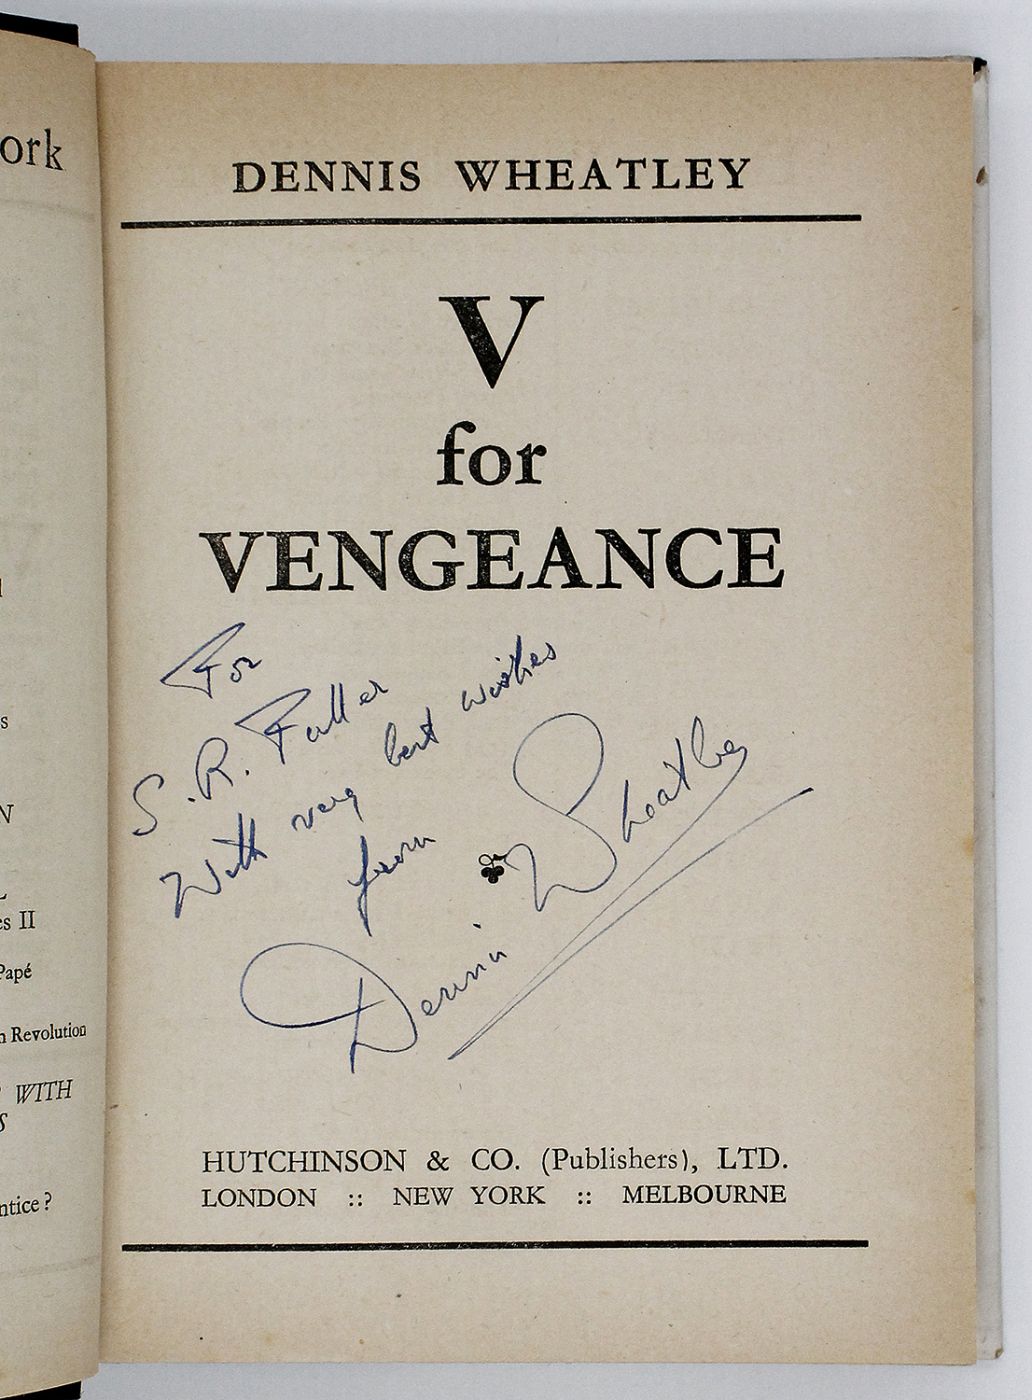 ork
s
N
es II
Papé
n Revolution
WITH
S
ntice?
DENNIS WHEATLEY
V
for
VENGEANCE
For
S. R. Fuller
With very best wishes
from
Dennis Wheatley
HUTCHINSON & CO. (Publishers), LTD.
LONDON :: NEW YORK :: MELBOURNE